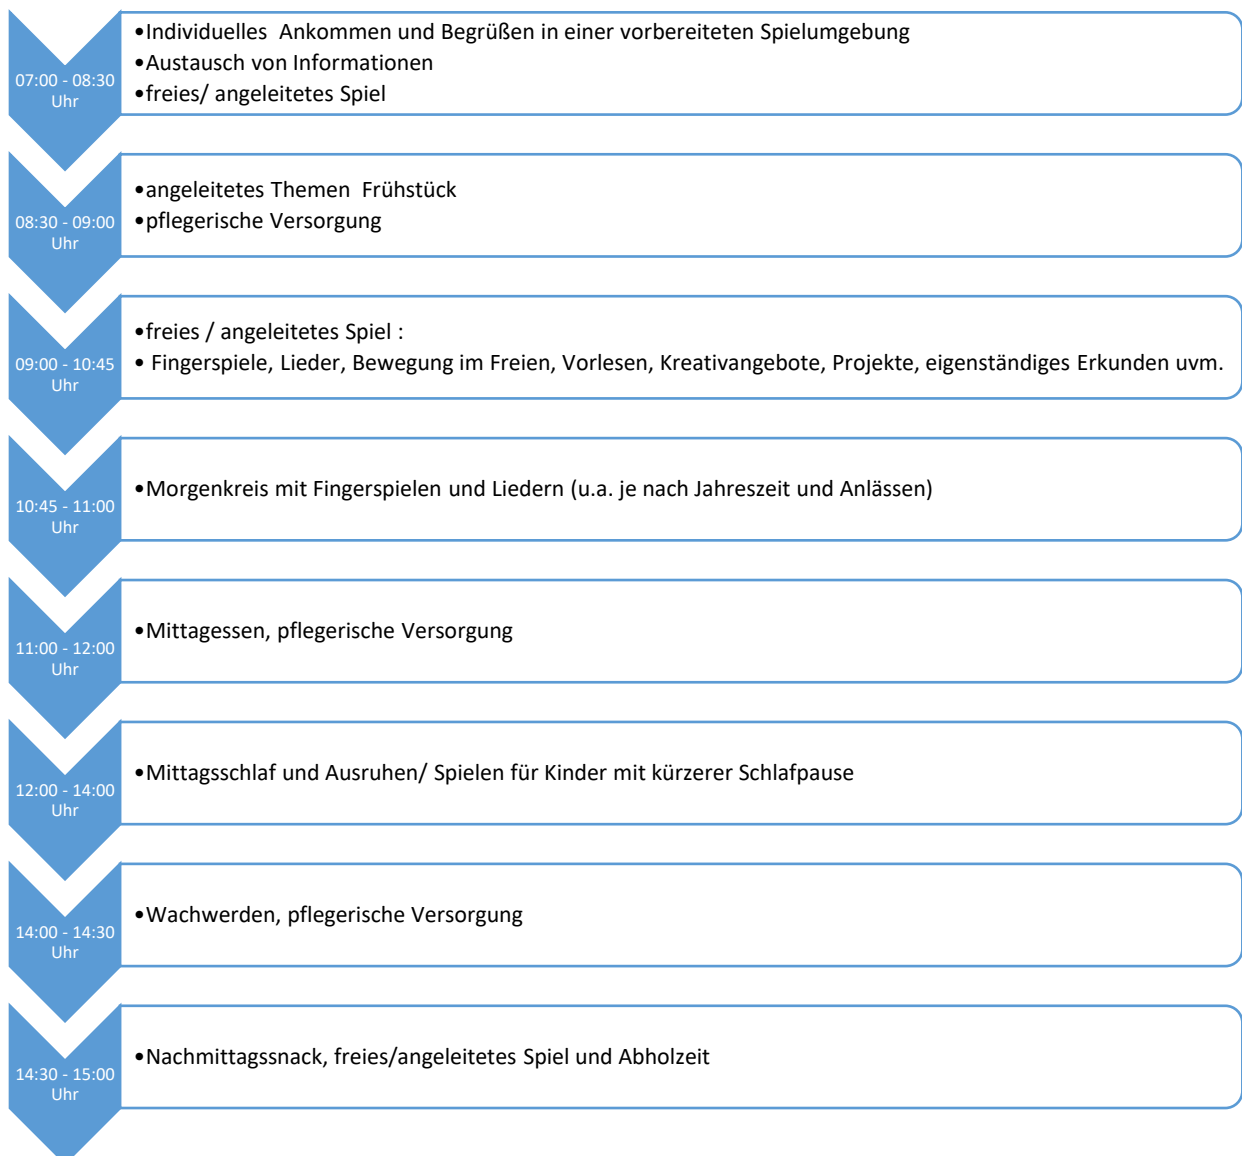 07:00 - 08:30
Uhr
•Individuelles  Ankommen und Begrüßen in einer vorbereiteten Spielumgebung
•Austausch von Informationen
•freies/ angeleitetes Spiel
08:30 - 09:00
Uhr
•angeleitetes Themen  Frühstück
•pflegerische Versorgung
09:00 - 10:45
Uhr
•freies / angeleitetes Spiel :
• Fingerspiele, Lieder, Bewegung im Freien, Vorlesen, Kreativangebote, Projekte, eigenständiges Erkunden uvm.
10:45 - 11:00
Uhr
•Morgenkreis mit Fingerspielen und Liedern (u.a. je nach Jahreszeit und Anlässen)
11:00 - 12:00
Uhr
•Mittagessen, pflegerische Versorgung
12:00 - 14:00
Uhr
•Mittagsschlaf und Ausruhen/ Spielen für Kinder mit kürzerer Schlafpause
14:00 - 14:30
Uhr
•Wachwerden, pflegerische Versorgung
14:30 - 15:00
Uhr
•Nachmittagssnack, freies/angeleitetes Spiel und Abholzeit